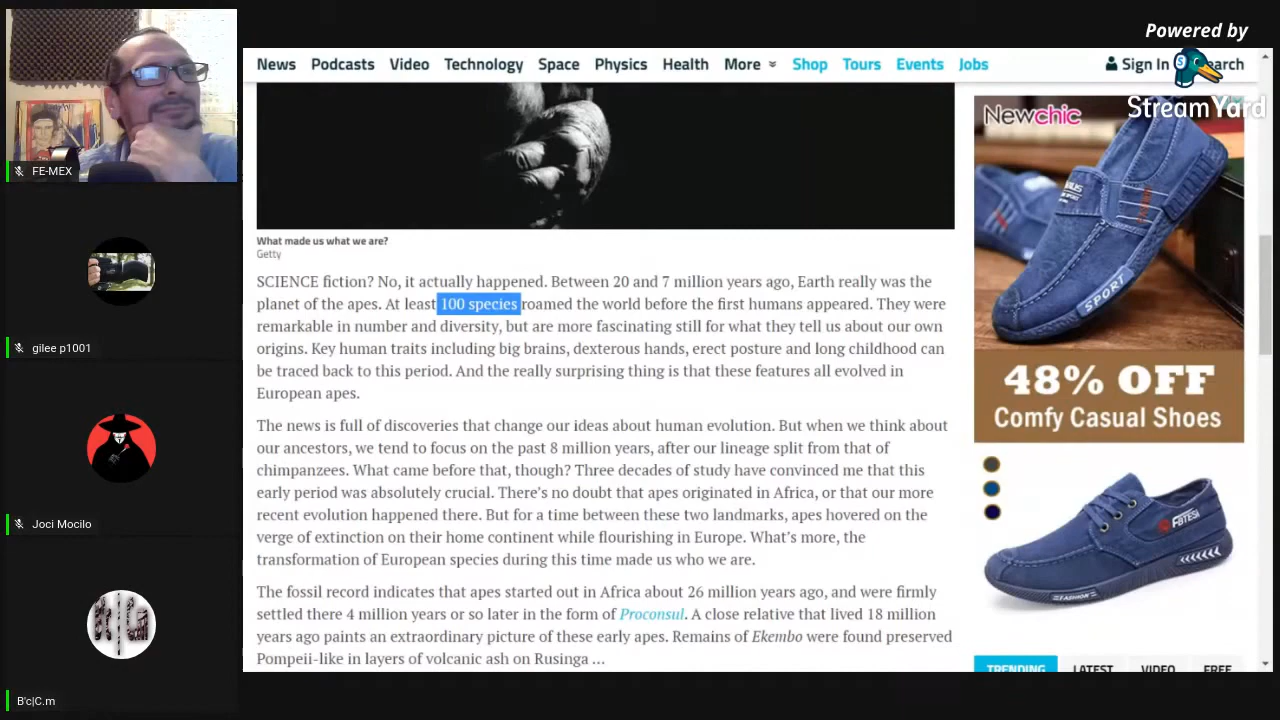 Powered by
StreamYard
News Podcasts Video Technology Space Physics Health More Shop Tours Events Jobs Sign In
FE-MEX
gilee p1001
Joci Mocilo
B'c|C.m
What made us what we are?
Getty
SCIENCE fiction? No, it actually happened. Between 20 and 7 million years ago, Earth really was the
planet of the apes. At least 100 species roamed the world before the first humans appeared. They were
remarkable in number and diversity, but are more fascinating still for what they tell us about our own
origins. Key human traits including big brains, dexterous hands, erect posture and long childhood can
be traced back to this period. And the really surprising thing is that these features all evolved in
European apes.
The news is full of discoveries that change our ideas about human evolution. But when we think about
our ancestors, we tend to focus on the past 8 million years, after our lineage split from that of
chimpanzees. What came before that, though? Three decades of study have convinced me that this
early period was absolutely crucial. There's no doubt that apes originated in Africa, or that our more
recent evolution happened there. But for a time between these two landmarks, apes hovered on the
verge of extinction on their home continent while flourishing in Europe. What's more, the
transformation of European species during this time made us who we are.
The fossil record indicates that apes started out in Africa about 26 million years ago, and were firmly
settled there 4 million years or so later in the form of Proconsul. A close relative that lived 18 million
years ago paints an extraordinary picture of these early apes. Remains of Ekembo were found preserved
Pompeii-like in layers of volcanic ash on Rusinga ...
Newchic
SPORT
48% OFF
Comfy Casual Shoes
FASHION
TRENDING LATEST VIDEO FREE